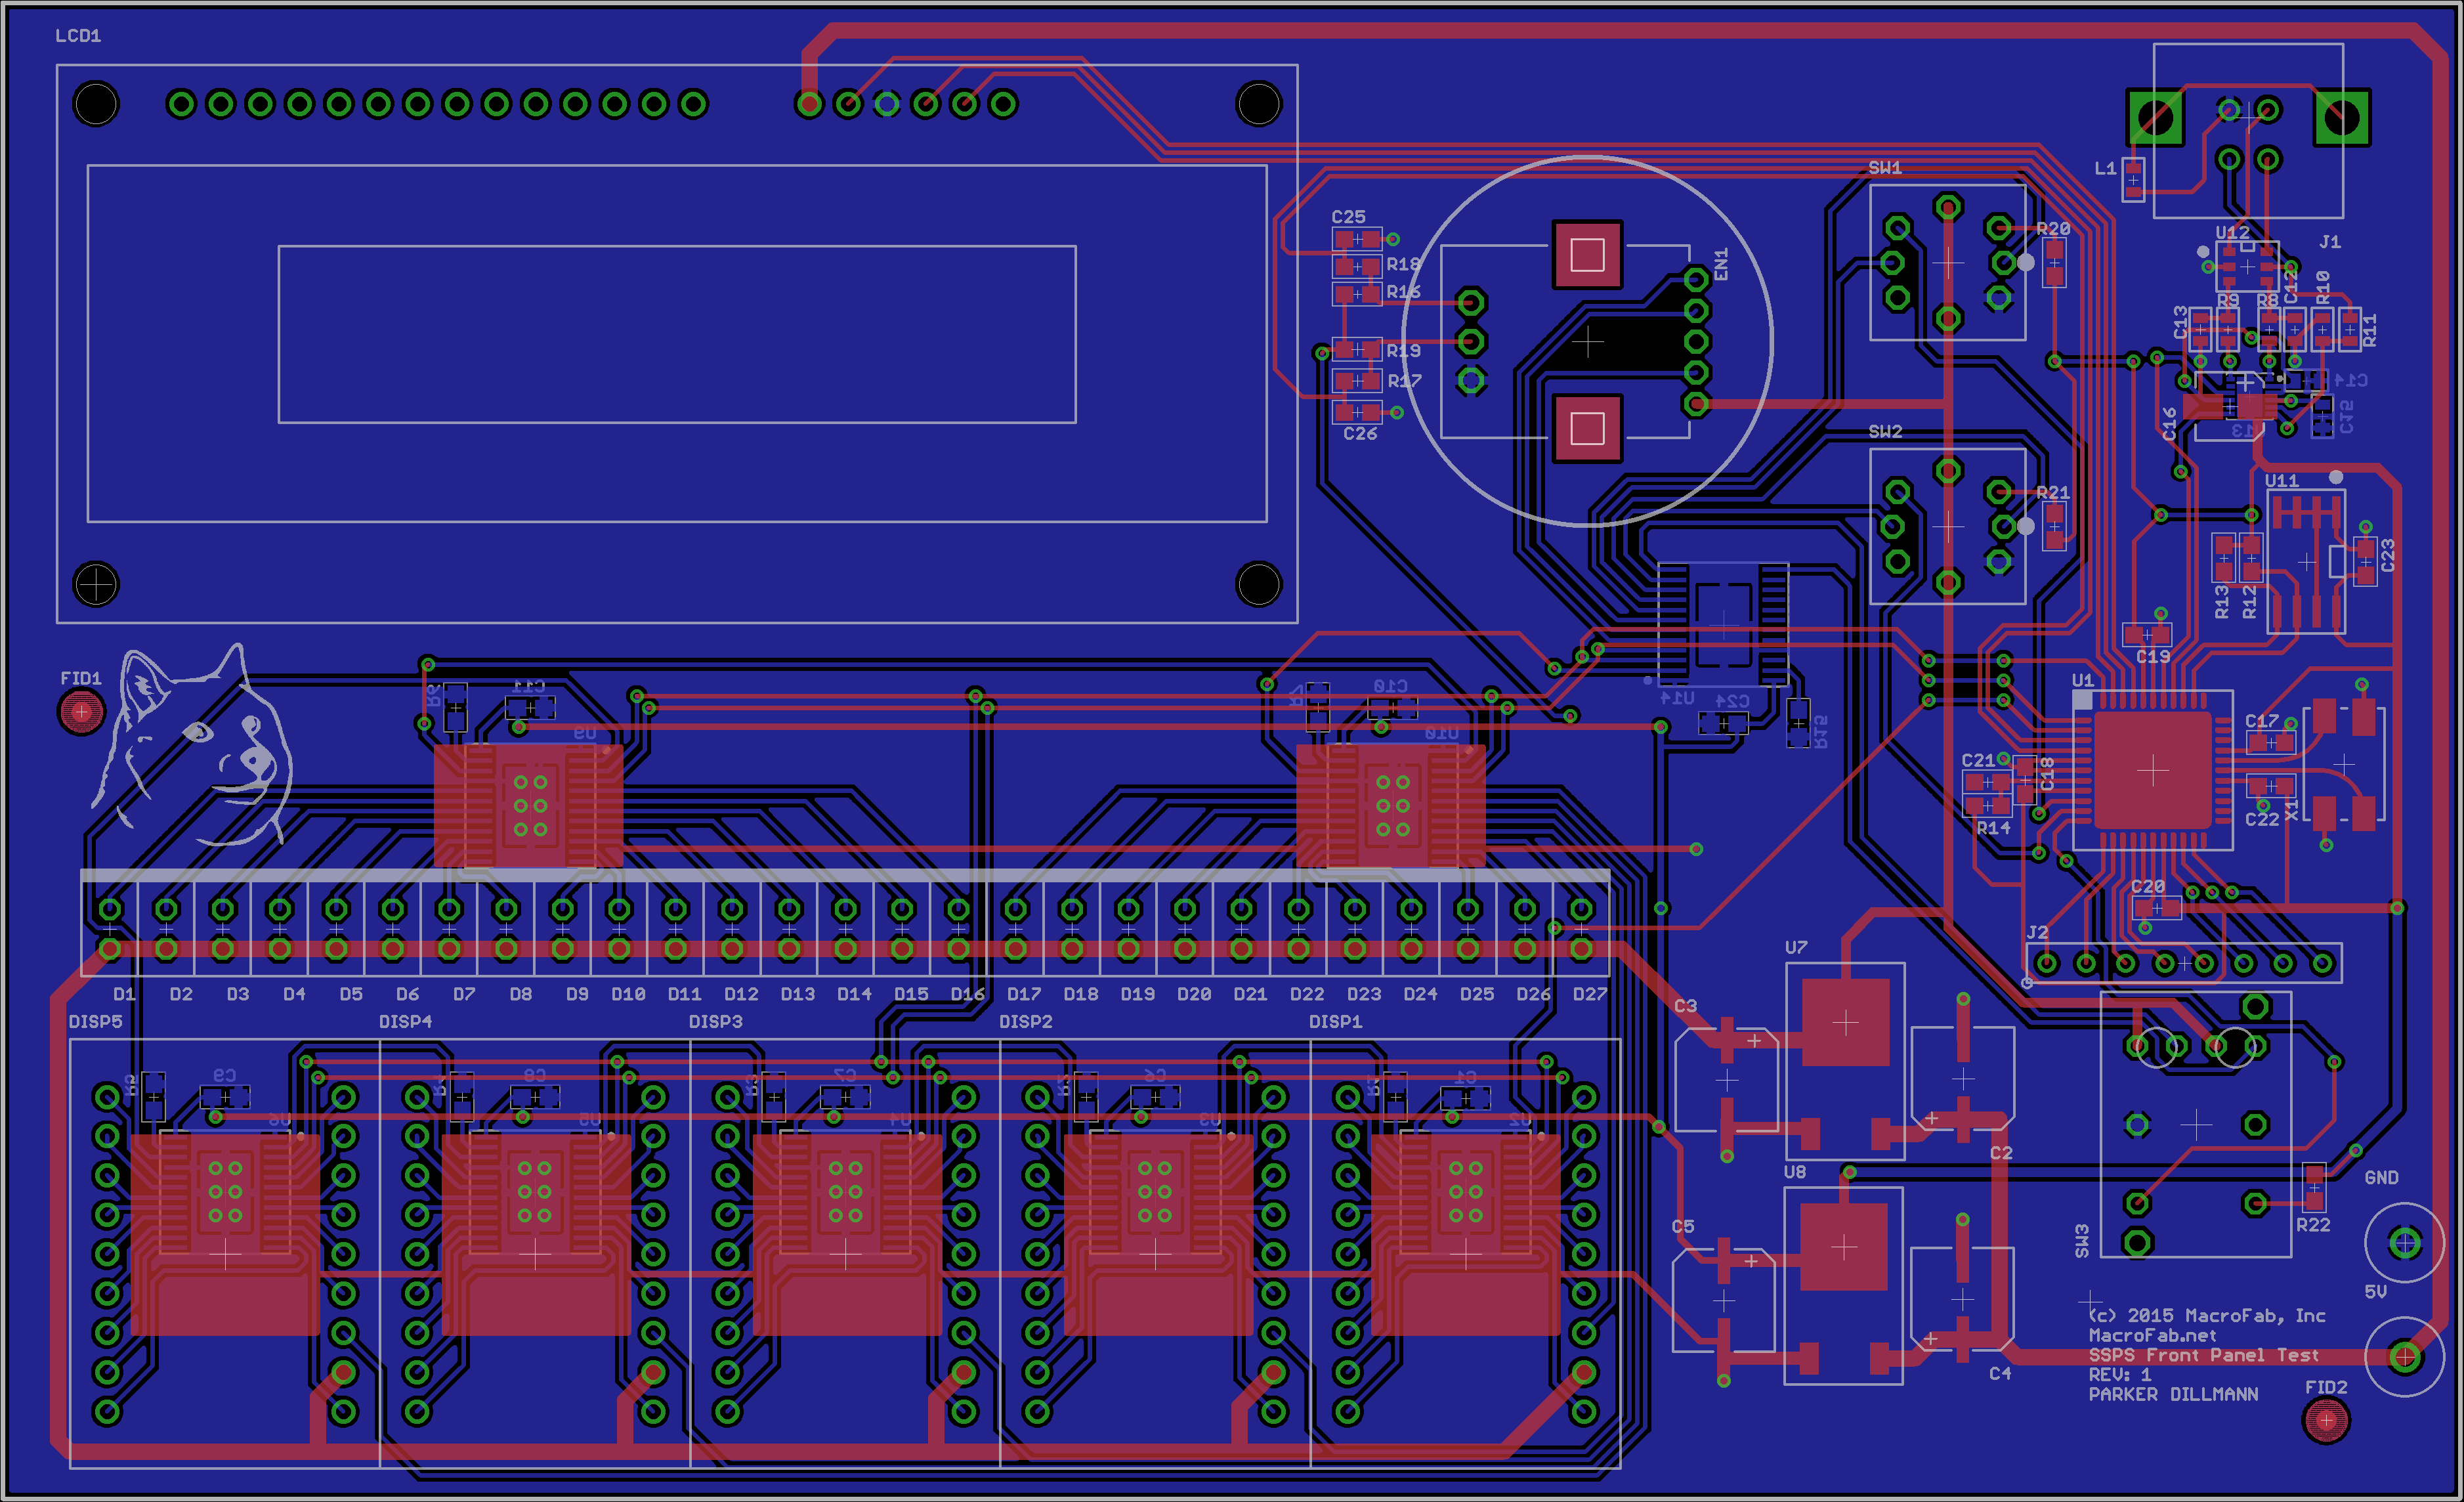 LCD1
L1
SW1
J1
C25
R18
R16
EN1
R20
U12
R19
R17
C26
C13
R9
R8
C12
R10
R11
C14
C15
C16
U13
SW2
R21
U11
C23
R13
R12
C19
FID1
R6
C11
U9
R7
C10
U10
U14
C24
R15
U1
C17
C21
C18
R14
C22
X1
C20
J2
U7
D1 D2 D3 D4 D5 D6 D7 D8 D9 D10 D11 D12 D13 D14 D15 D16 D17 D18 D19 D20 D21 D22 D23 D24 D25 D26 D27
C3
DISP5 DISP4 DISP3 DISP2 DISP1
C9
C8
C7
C6
C1
U6
U5
U4
U3
U2
C2
U8
GND
C5
R22
SW3
5V
(c) 2015 MacroFab, Inc
MacroFab.net
SSPS Front Panel Test
REV: 1
PARKER DILLMANN
C4
FID2